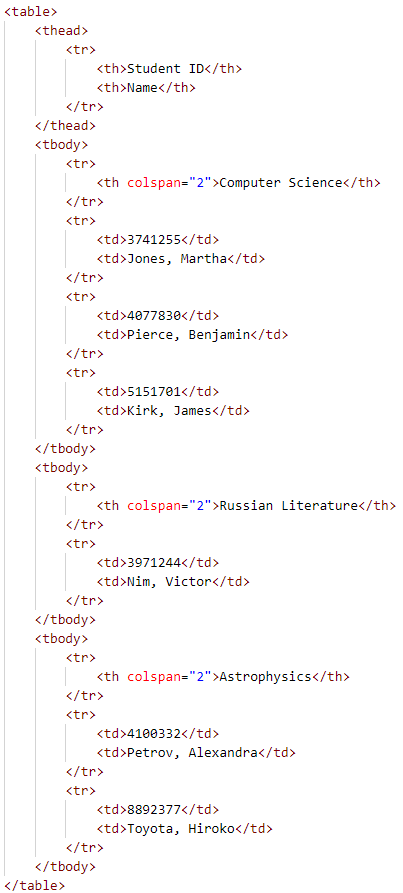 <table>
    <thead>
        <tr>
            <th>Student ID</th>
            <th>Name</th>
        </tr>
    </thead>
    <tbody>
        <tr>
            <th colspan="2">Computer Science</th>
        </tr>
        <tr>
            <td>3741255</td>
            <td>Jones, Martha</td>
        </tr>
        <tr>
            <td>4077830</td>
            <td>Pierce, Benjamin</td>
        </tr>
        <tr>
            <td>5151701</td>
            <td>Kirk, James</td>
        </tr>
    </tbody>
    <tbody>
        <tr>
            <th colspan="2">Russian Literature</th>
        </tr>
        <tr>
            <td>3971244</td>
            <td>Nim, Victor</td>
        </tr>
    </tbody>
    <tbody>
        <tr>
            <th colspan="2">Astrophysics</th>
        </tr>
        <tr>
            <td>4100332</td>
            <td>Petrov, Alexandra</td>
        </tr>
        <tr>
            <td>8892377</td>
            <td>Toyota, Hiroko</td>
        </tr>
    </tbody>
</table>